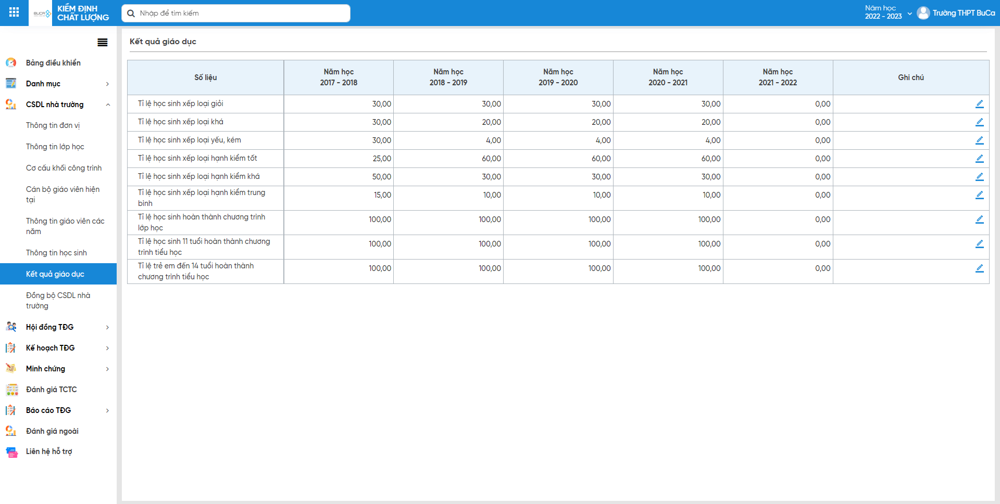 BUCA
KIỂM ĐỊNH
CHẤT LƯỢNG
Nhập để tìm kiếm
Năm học
2022 - 2023
Trường THPT BuCa
Bảng điều khiển
Danh mục
CSDL nhà trường
Thông tin đơn vị
Thông tin lớp học
Cơ cấu khối công trình
Cán bộ giáo viên hiện
tại
Thông tin giáo viên các
năm
Thông tin học sinh
Kết quả giáo dục
Đồng bộ CSDL nhà
trường
Hội đồng TĐG
Kế hoạch TĐG
Minh chứng
Đánh giá TCTC
Báo cáo TĐG
Đánh giá ngoài
Liên hệ hỗ trợ
Kết quả giáo dục
Số liệu
Năm học
2017 - 2018
Năm học
2018 - 2019
Năm học
2019 - 2020
Năm học
2020 - 2021
Năm học
2021 - 2022
Ghi chú
Tỉ lệ học sinh xếp loại giỏi 30,00 30,00 30,00 30,00 0,00
Tỉ lệ học sinh xếp loại khá 30,00 20,00 20,00 20,00 0,00
Tỉ lệ học sinh xếp loại yếu, kém 30,00 4,00 4,00 4,00 0,00
Tỉ lệ học sinh xếp loại hạnh kiểm tốt 25,00 60,00 60,00 60,00 0,00
Tỉ lệ học sinh xếp loại hạnh kiểm khá 50,00 30,00 30,00 30,00 0,00
Tỉ lệ học sinh xếp loại hạnh kiểm trung
bình
15,00 10,00 10,00 10,00 0,00
Tỉ lệ học sinh hoàn thành chương trình
lớp học
100,00 100,00 100,00 100,00 0,00
Tỉ lệ học sinh 11 tuổi hoàn thành chương
trình tiểu học
100,00 100,00 100,00 100,00 0,00
Tỉ lệ trẻ em đến 14 tuổi hoàn thành
chương trình tiểu học
100,00 100,00 100,00 100,00 0,00